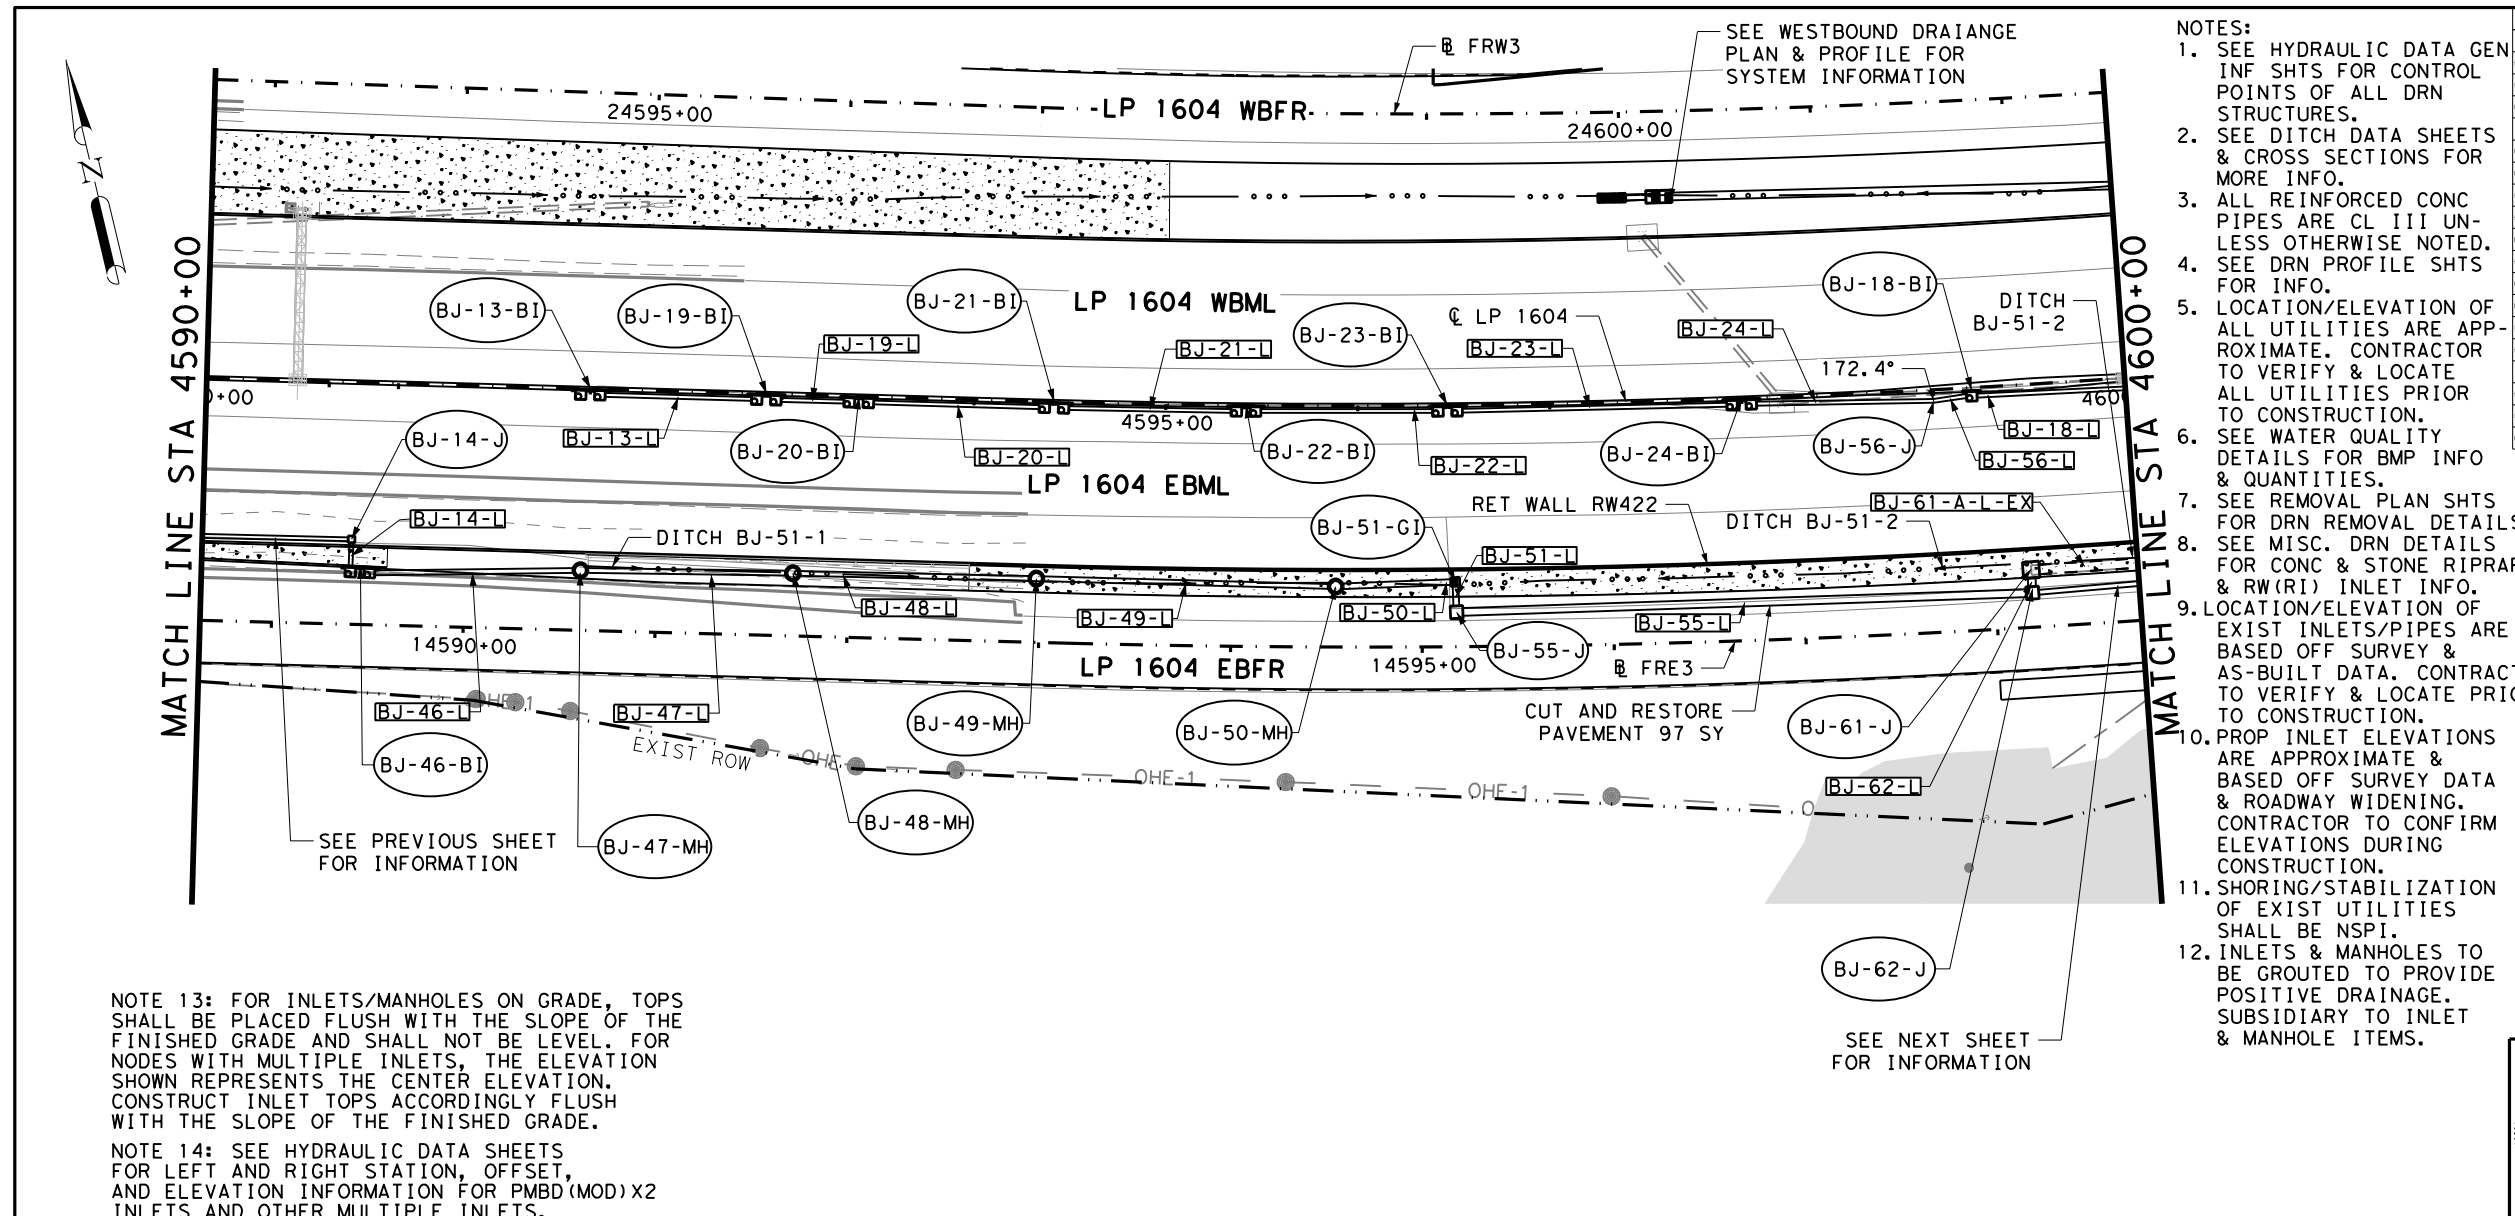 SEE WESTBOUND DRAIANGE
PLAN & PROFILE FOR
SYSTEM INFORMATION
℄ FRW3
LP 1604 WBFR
24595+00
24600+00
N
MATCH LINE STA 4590+00
MATCH LINE STA 4600+00
BJ-13-BI
BJ-19-BI
BJ-21-BI
LP 1604 WBML
BJ-23-BI
℄ LP 1604
BJ-18-BI
DITCH
BJ-51-2
BJ-19-L
BJ-21-L
BJ-23-L
BJ-24-L
172.4°
0+00
4595+00
4600
BJ-14-J
BJ-13-L
BJ-20-BI
BJ-20-L
BJ-22-BI
BJ-22-L
BJ-24-BI
BJ-56-J
BJ-18-L
BJ-56-L
LP 1604 EBML
BJ-14-L
DITCH BJ-51-1
BJ-51-GI
RET WALL RW422
DITCH BJ-51-2
BJ-61-A-L-EX
BJ-51-L
BJ-48-L
BJ-49-L
BJ-50-L
BJ-55-L
14590+00
LP 1604 EBFR
14595+00
BJ-55-J
℄ FRE3
BJ-46-L
OHE-1
BJ-47-L
EXIST ROW
OHE
BJ-49-MH
BJ-50-MH
CUT AND RESTORE
PAVEMENT 97 SY
BJ-61-J
BJ-46-BI
OHE-1
OHE-1
O
BJ-62-L
SEE PREVIOUS SHEET
FOR INFORMATION
BJ-47-MH
BJ-48-MH
BJ-62-J
SEE NEXT SHEET
FOR INFORMATION
NOTES:
1. SEE HYDRAULIC DATA GEN
INF SHTS FOR CONTROL
POINTS OF ALL DRN
STRUCTURES.
2. SEE DITCH DATA SHEETS
& CROSS SECTIONS FOR
MORE INFO.
3. ALL REINFORCED CONC
PIPES ARE CL III UN-
LESS OTHERWISE NOTED.
4. SEE DRN PROFILE SHTS
FOR INFO.
5. LOCATION/ELEVATION OF
ALL UTILITIES ARE APP-
ROXIMATE. CONTRACTOR
TO VERIFY & LOCATE
ALL UTILITIES PRIOR
TO CONSTRUCTION.
6. SEE WATER QUALITY
DETAILS FOR BMP INFO
& QUANTITIES.
7. SEE REMOVAL PLAN SHTS
FOR DRN REMOVAL DETAILS
8. SEE MISC. DRN DETAILS
FOR CONC & STONE RIPRAP
& RW(RI) INLET INFO.
9. LOCATION/ELEVATION OF
EXIST INLETS/PIPES ARE
BASED OFF SURVEY &
AS-BUILT DATA. CONTRACT
TO VERIFY & LOCATE PRIO
TO CONSTRUCTION.
10. PROP INLET ELEVATIONS
ARE APPROXIMATE &
BASED OFF SURVEY DATA
& ROADWAY WIDENING.
CONTRACTOR TO CONFIRM
ELEVATIONS DURING
CONSTRUCTION.
11. SHORING/STABILIZATION
OF EXIST UTILITIES
SHALL BE NSPI.
12. INLETS & MANHOLES TO
BE GROUTED TO PROVIDE
POSITIVE DRAINAGE.
SUBSIDIARY TO INLET
& MANHOLE ITEMS.
NOTE 13: FOR INLETS/MANHOLES ON GRADE, TOPS
SHALL BE PLACED FLUSH WITH THE SLOPE OF THE
FINISHED GRADE AND SHALL NOT BE LEVEL. FOR
NODES WITH MULTIPLE INLETS, THE ELEVATION
SHOWN REPRESENTS THE CENTER ELEVATION.
CONSTRUCT INLET TOPS ACCORDINGLY FLUSH
WITH THE SLOPE OF THE FINISHED GRADE.
NOTE 14: SEE HYDRAULIC DATA SHEETS
FOR LEFT AND RIGHT STATION, OFFSET,
AND ELEVATION INFORMATION FOR PMBD(MOD)X2
INLETS AND OTHER MULTIPLE INLETS.